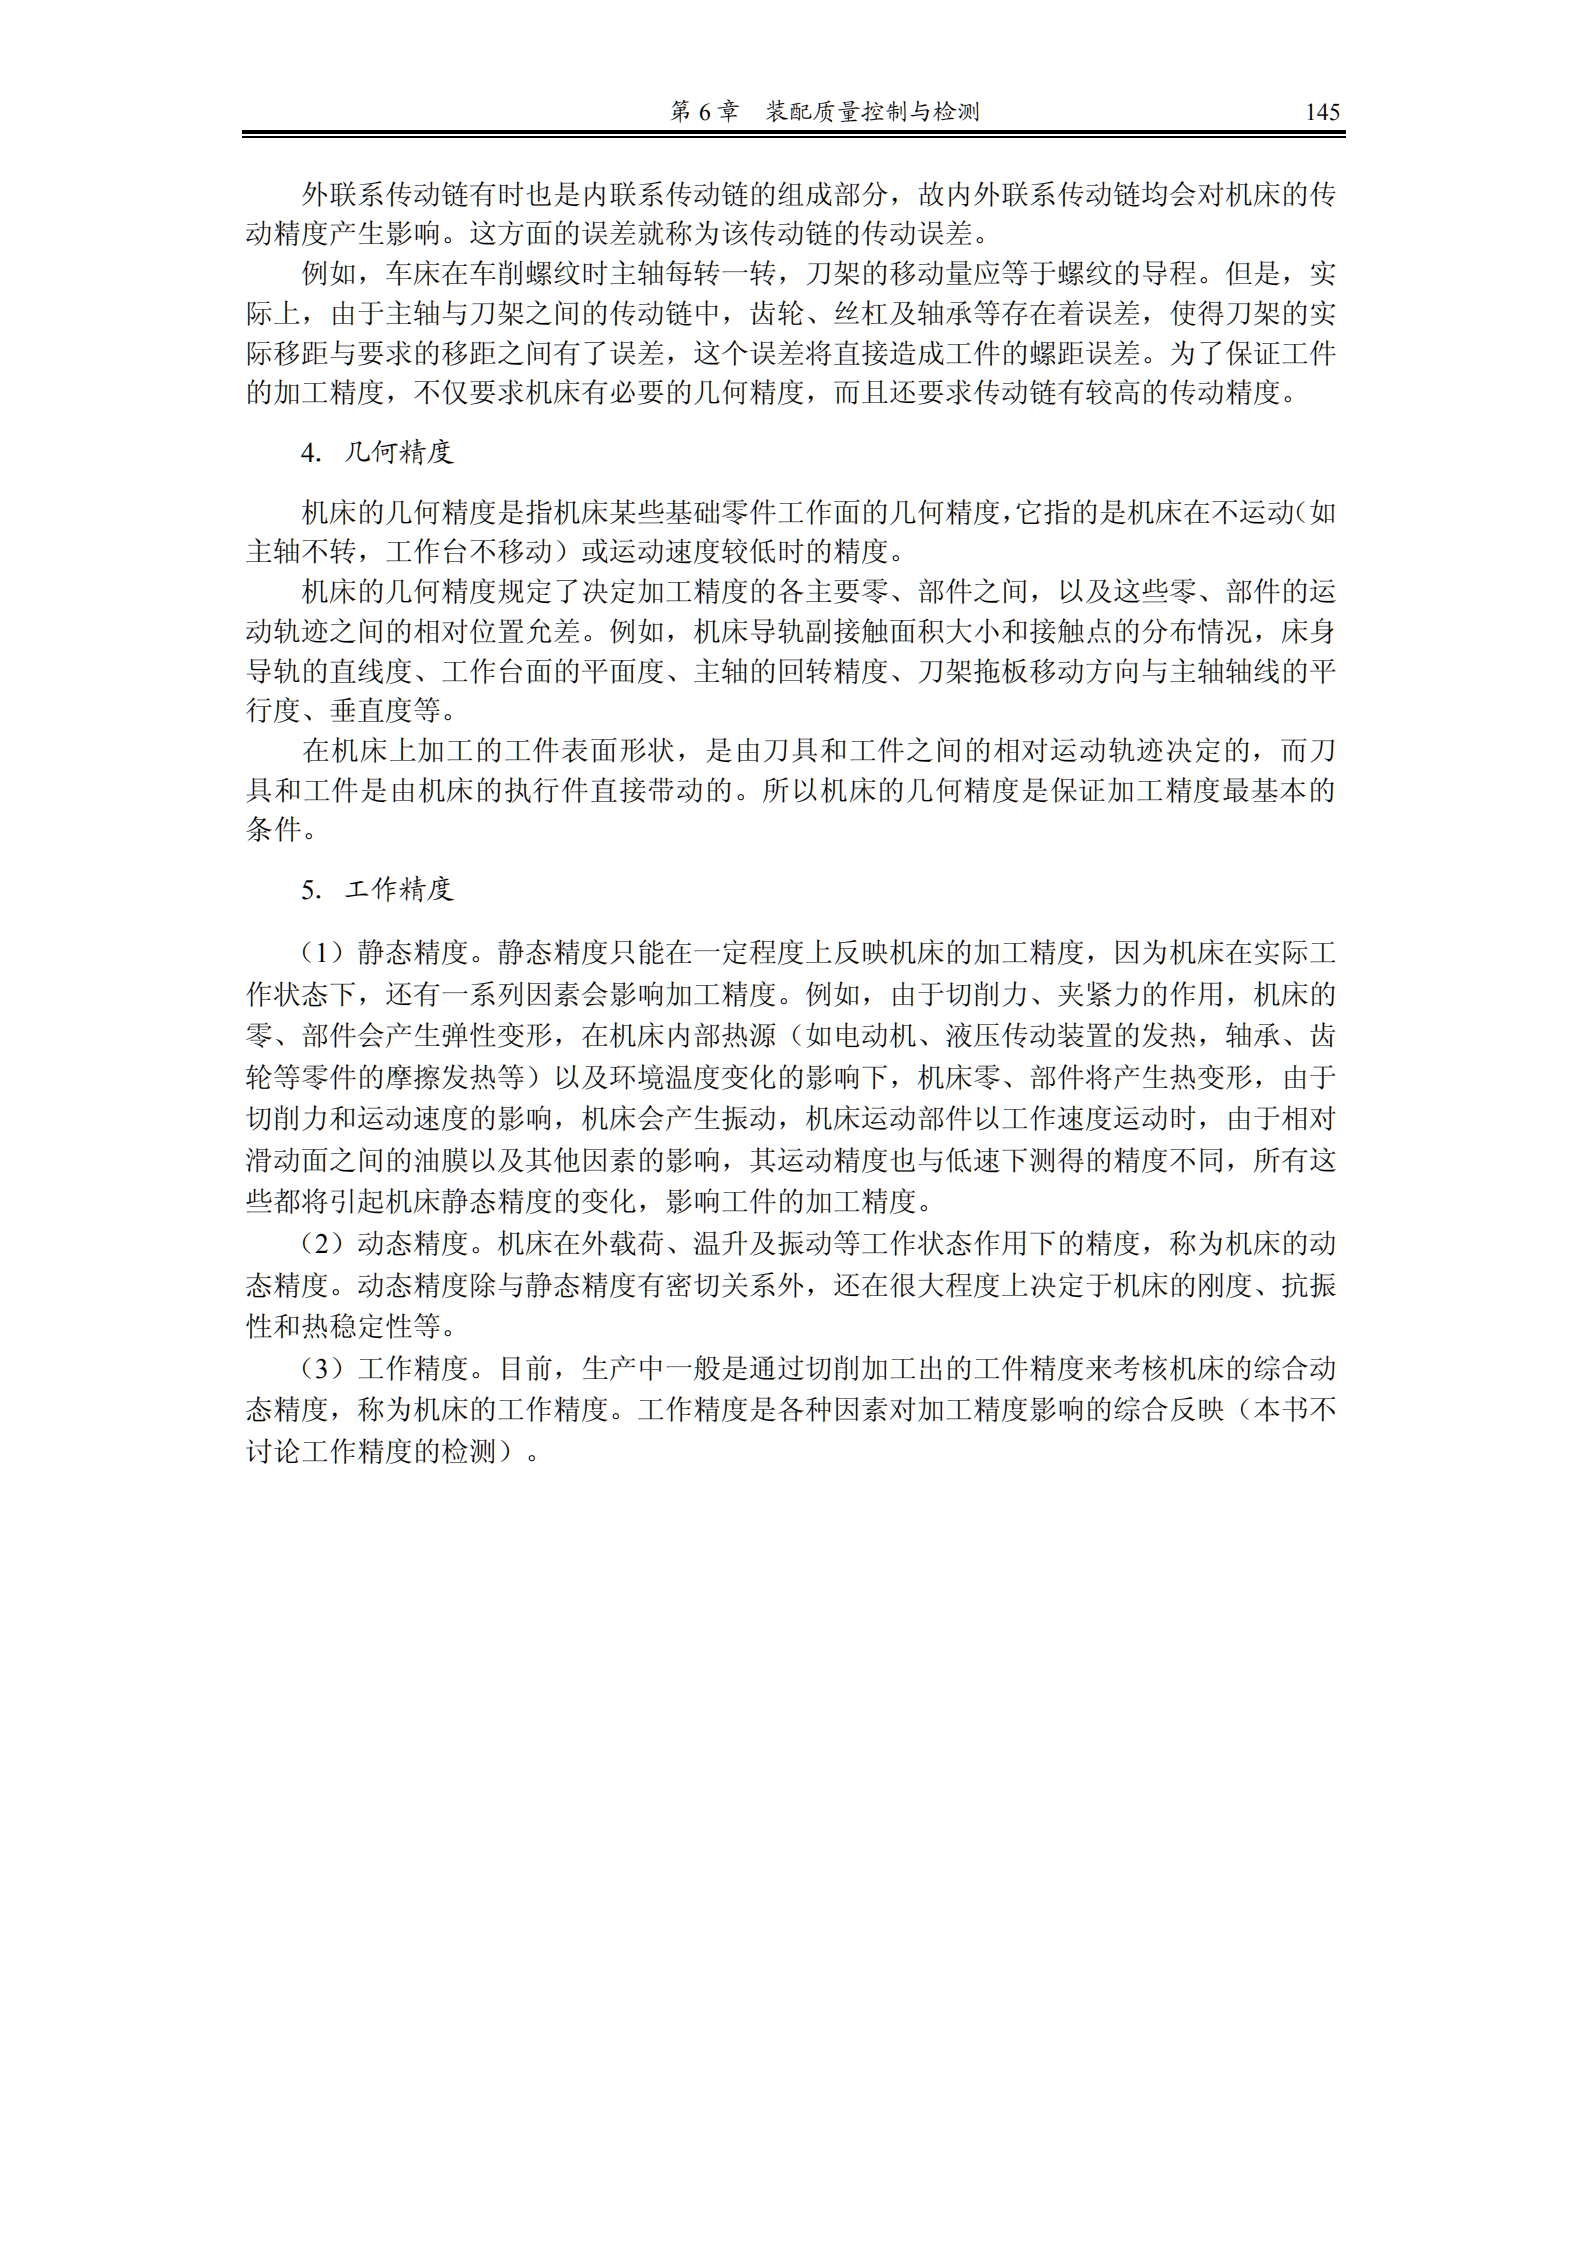 第 6 章 装配质量控制与检测 145
外联系传动链有时也是内联系传动链的组成部分，故内外联系传动链均会对机床的传
动精度产生影响。这方面的误差就称为该传动链的传动误差。
例如，车床在车削螺纹时主轴每转一转，刀架的移动量应等于螺纹的导程。但是，实
际上，由于主轴与刀架之间的传动链中，齿轮、丝杠及轴承等存在着误差，使得刀架的实
际移距与要求的移距之间有了误差，这个误差将直接造成工件的螺距误差。为了保证工件
的加工精度，不仅要求机床有必要的几何精度，而且还要求传动链有较高的传动精度。
4. 几何精度
机床的几何精度是指机床某些基础零件工作面的几何精度，它指的是机床在不运动（如
主轴不转，工作台不移动）或运动速度较低时的精度。
机床的几何精度规定了决定加工精度的各主要零、部件之间，以及这些零、部件的运
动轨迹之间的相对位置允差。例如，机床导轨副接触面积大小和接触点的分布情况，床身
导轨的直线度、工作台面的平面度、主轴的回转精度、刀架拖板移动方向与主轴轴线的平
行度、垂直度等。
在机床上加工的工件表面形状，是由刀具和工件之间的相对运动轨迹决定的，而刀
具和工件是由机床的执行件直接带动的。所以机床的几何精度是保证加工精度最基本的
条件。
5. 工作精度
（1）静态精度。静态精度只能在一定程度上反映机床的加工精度，因为机床在实际工
作状态下，还有一系列因素会影响加工精度。例如，由于切削力、夹紧力的作用，机床的
零、部件会产生弹性变形，在机床内部热源（如电动机、液压传动装置的发热，轴承、齿
轮等零件的摩擦发热等）以及环境温度变化的影响下，机床零、部件将产生热变形，由于
切削力和运动速度的影响，机床会产生振动，机床运动部件以工作速度运动时，由于相对
滑动面之间的油膜以及其他因素的影响，其运动精度也与低速下测得的精度不同，所有这
些都将引起机床静态精度的变化，影响工件的加工精度。
（2）动态精度。机床在外载荷、温升及振动等工作状态作用下的精度，称为机床的动
态精度。动态精度除与静态精度有密切关系外，还在很大程度上决定于机床的刚度、抗振
性和热稳定性等。
（3）工作精度。目前，生产中一般是通过切削加工出的工件精度来考核机床的综合动
态精度，称为机床的工作精度。工作精度是各种因素对加工精度影响的综合反映（本书不
讨论工作精度的检测）。